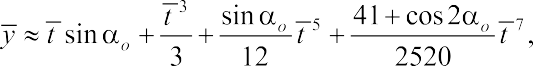 y̅ ≈ t̅ sin α₀ + t̅ ³/3 + (sin α₀/12) t̅ ⁵ + ((41 + cos 2α₀)/2520) t̅ ⁷,